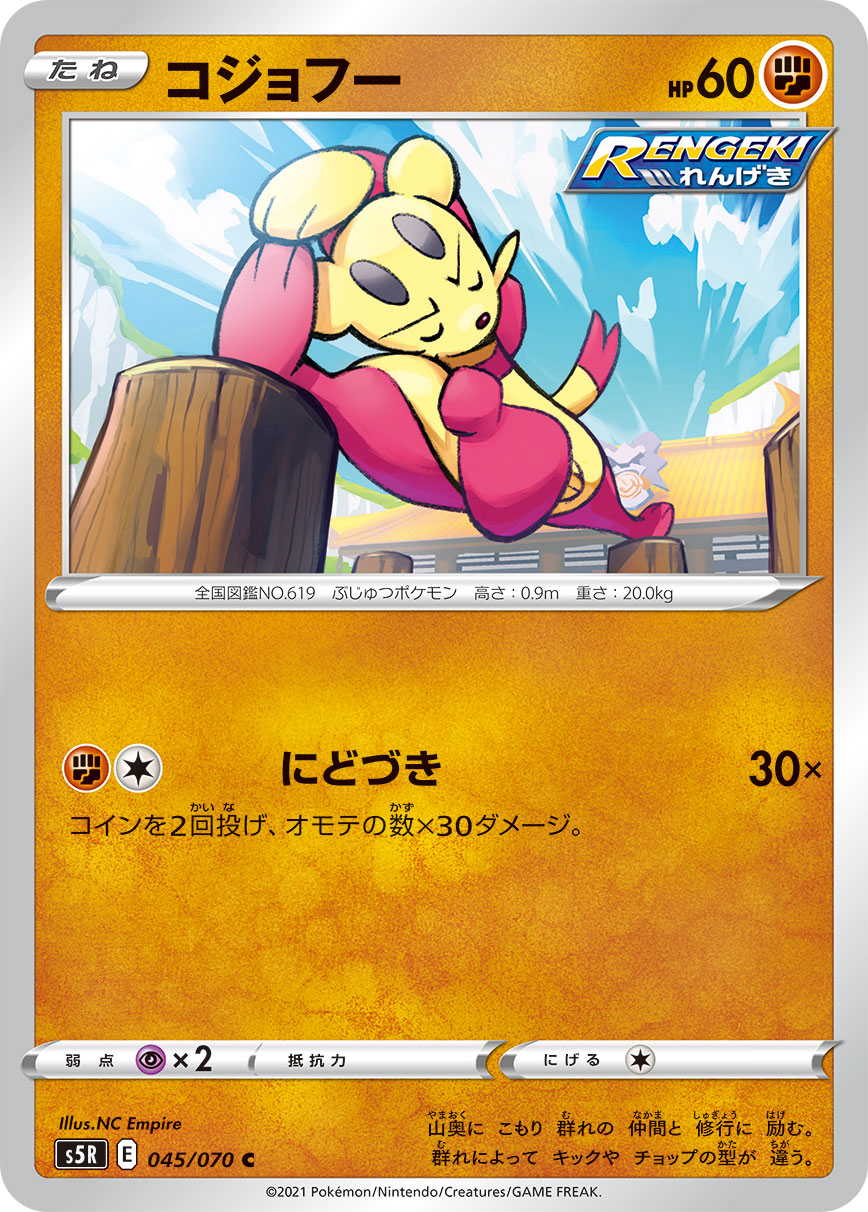 たね コジョフー HP60
RENGEKI
れんげき
全国図鑑NO.619 ぶじゅつポケモン 高さ:0.9m 重さ:20.0kg
にどづき 30×
コインを2回投げ、オモテの数×30ダメージ。
弱点 ×2 抵抗力 にげる
Illus.NC Empire
山奥に こもり 群れの 仲間と 修行に 励む。
群れによって キックや チョップの型が 違う。
s5R E 045/070 C
©2021 Pokémon/Nintendo/Creatures/GAME FREAK.